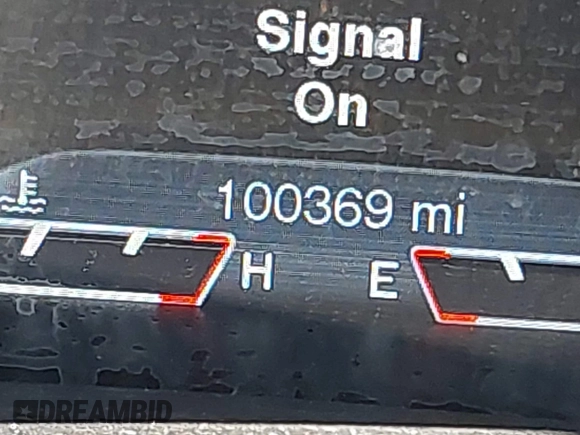 Signal
On
100369 mi
H E
DREAMBID